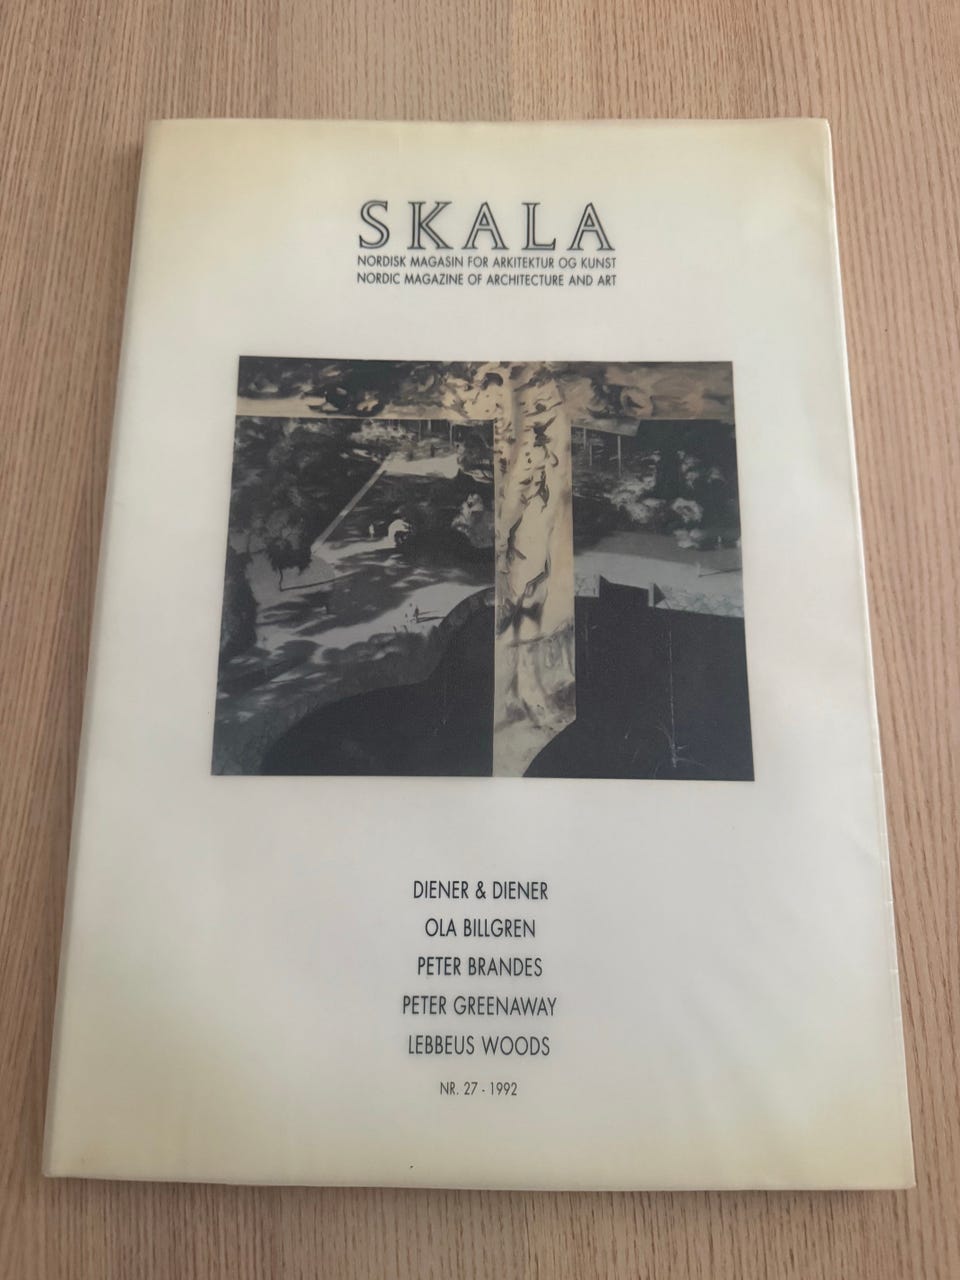 SKALA
NORDISK MAGASIN FOR ARKITEKTUR OG KUNST
NORDIC MAGAZINE OF ARCHITECTURE AND ART
DIENER & DIENER
OLA BILLGREN
PETER BRANDES
PETER GREENAWAY
LEBBEUS WOODS
NR. 27 - 1992